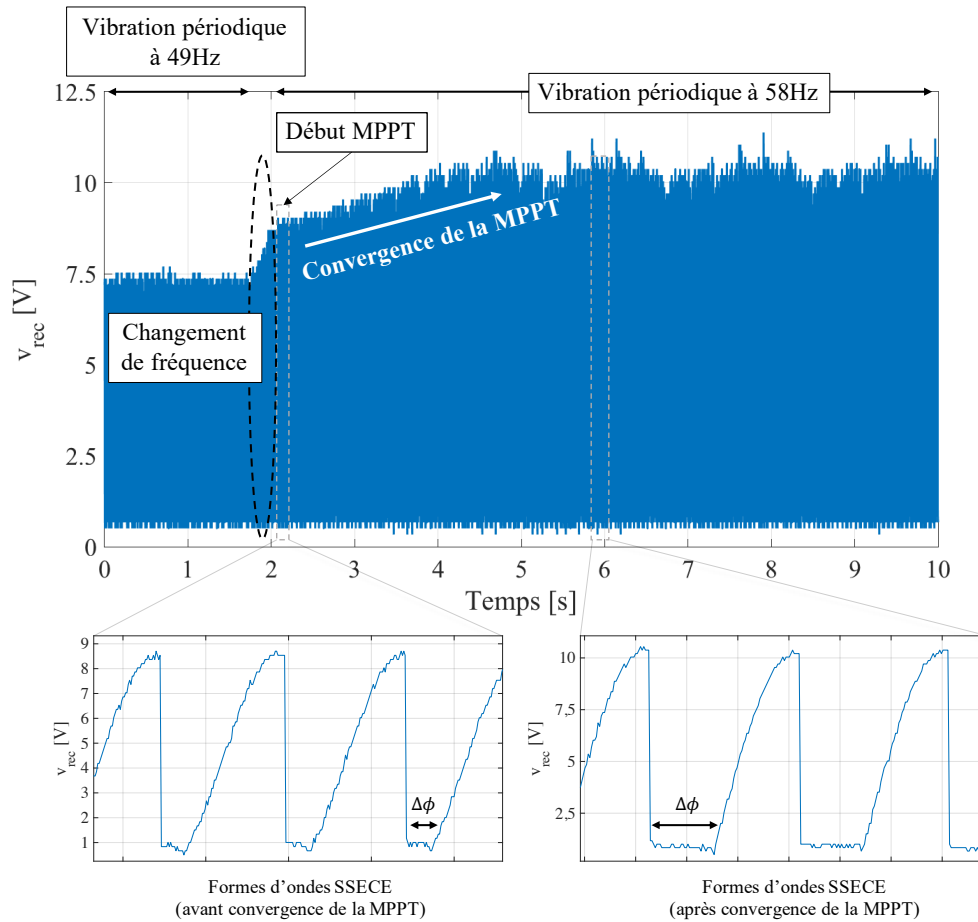 Vibration périodique
à 49Hz
Vibration périodique à 58Hz
Début MPPT
Convergence de la MPPT
Changement
de fréquence
12.5
10
7.5
5
2.5
0
v_rec [V]
0 1 2 3 4 5 6 7 8 9 10
Temps [s]
9
8
7
6
5
4
3
2
1
v_rec [V]
Δϕ
Formes d'ondes SSECE
(avant convergence de la MPPT)
10
7.5
5
2.5
v_rec [V]
Δϕ
Formes d'ondes SSECE
(après convergence de la MPPT)